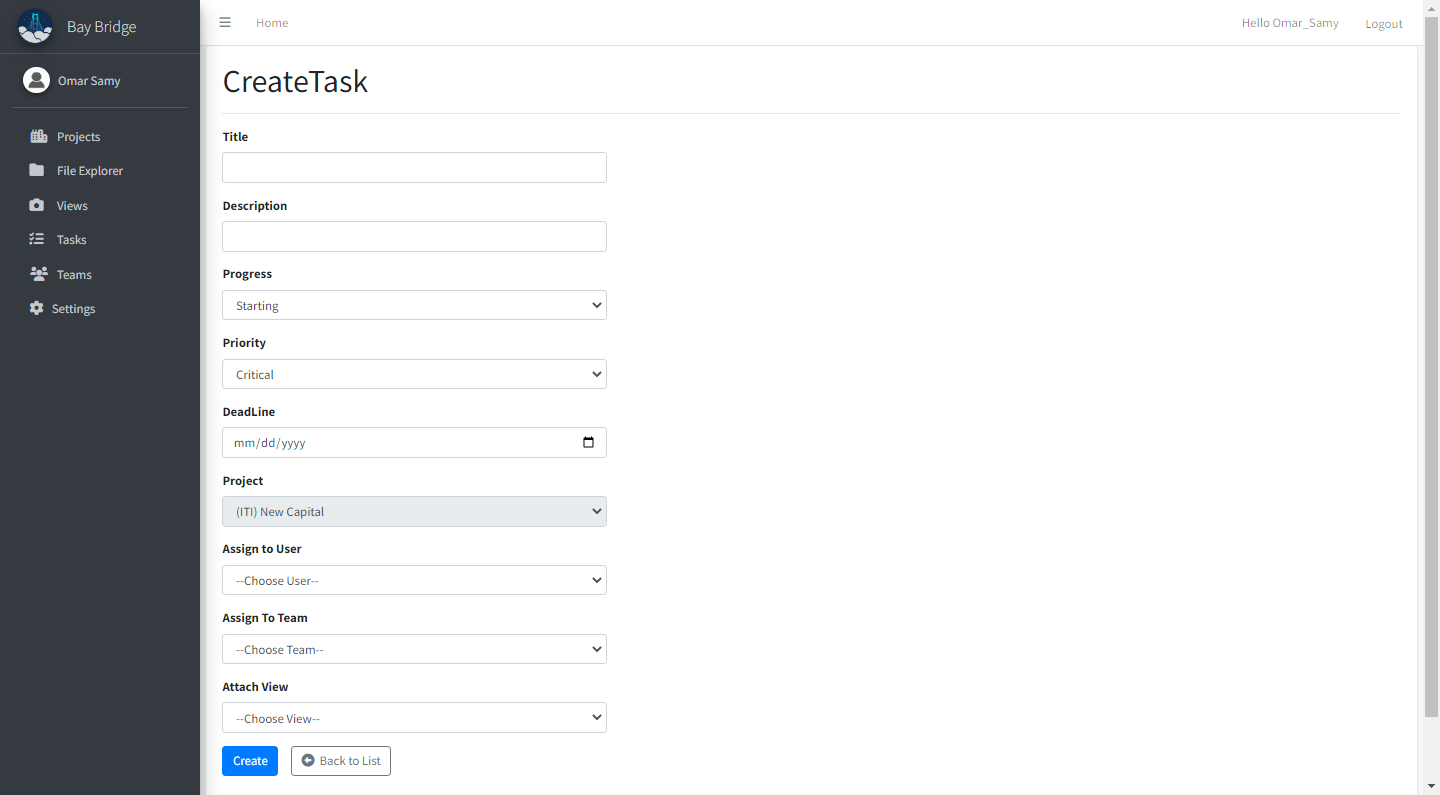 Bay Bridge
Home
Hello Omar_Samy
Logout
Omar Samy
Projects
File Explorer
Views
Tasks
Teams
Settings
CreateTask
Title
Description
Progress
Starting
Priority
Critical
DeadLine
mm/dd/yyyy
Project
(ITI) New Capital
Assign to User
--Choose User--
Assign To Team
--Choose Team--
Attach View
--Choose View--
Create
Back to List